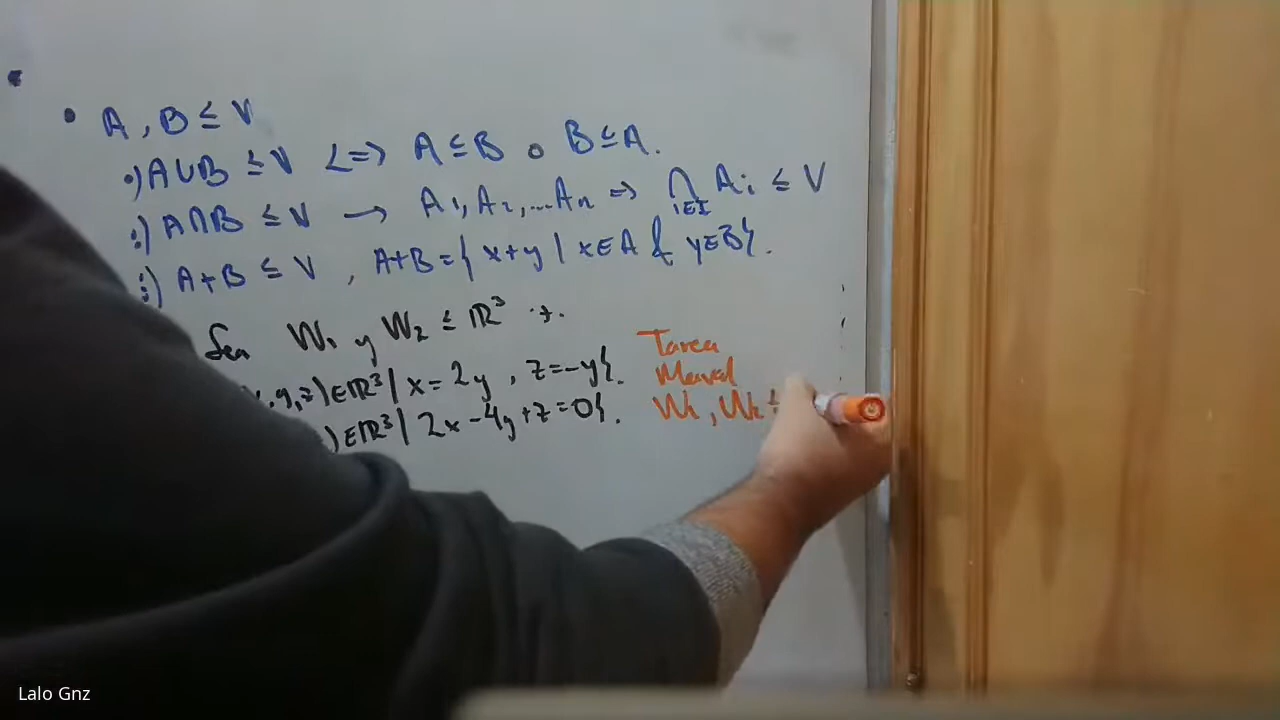 • A, B ≤ V
•) A∪B ≤ V <=> A ≤ B o B ≤ A.
:) A∩B ≤ V → A₁, A₂, ... Aₙ => ∩ Ai ≤ V
i∈I
⋮) A+B ≤ V, A+B = { x+y | x∈A & y∈B}.
Sea W₁ y W₂ ≤ ℝ³ ·+.
, y, z) ∈ ℝ³ | x = 2y, z = -y}.
) ∈ ℝ³ | 2x - 4y + z = 0}.
Tarea
W₁, W₂ ≤
Lalo Gnz